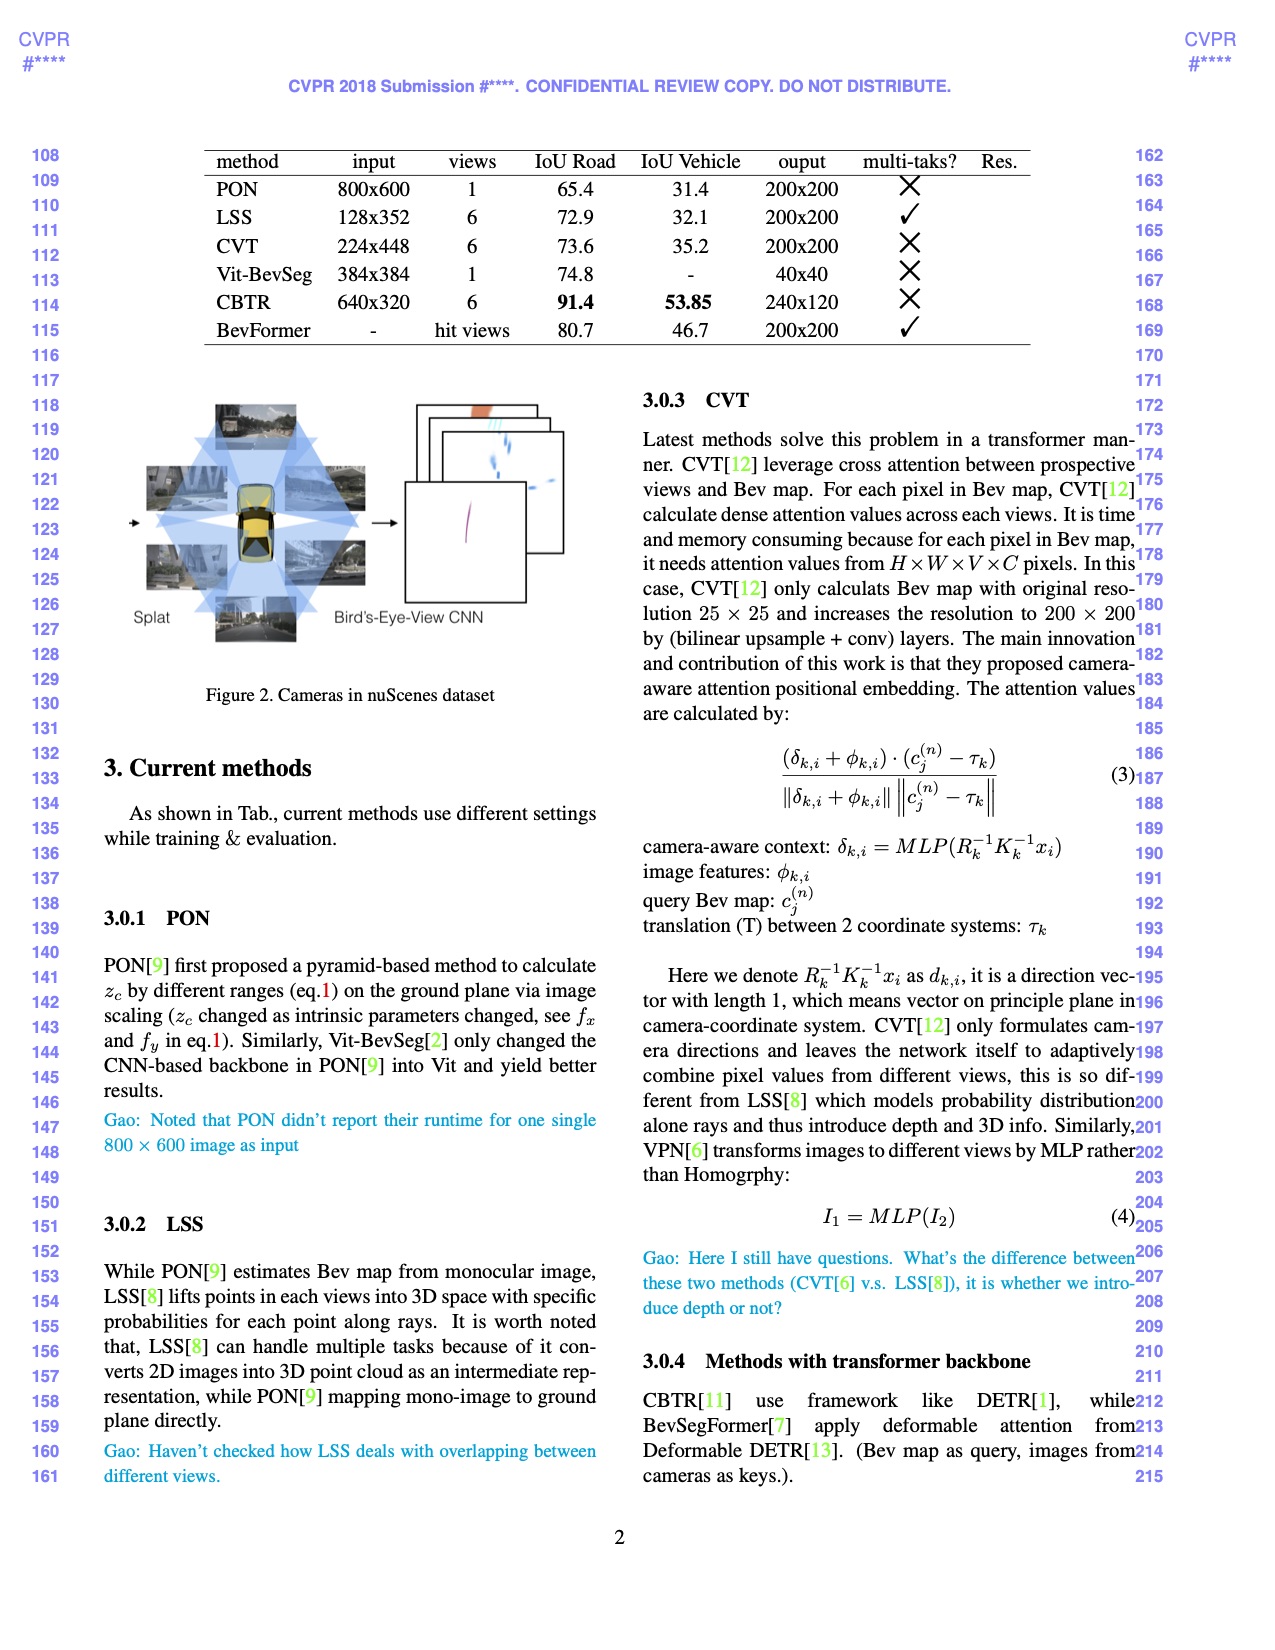 CVPR
#****
CVPR
#****
CVPR 2018 Submission #****. CONFIDENTIAL REVIEW COPY. DO NOT DISTRIBUTE.
method input views IoU Road IoU Vehicle ouput multi-taks? Res.
PON 800x600 1 65.4 31.4 200x200 ✕
LSS 128x352 6 72.9 32.1 200x200 ✓
CVT 224x448 6 73.6 35.2 200x200 ✕
Vit-BevSeg 384x384 1 74.8 - 40x40 ✕
CBTR 640x320 6 91.4 53.85 240x120 ✕
BevFormer - hit views 80.7 46.7 200x200 ✓
108
109
110
111
112
113
114
115
116
117
118
119
120
121
122
123
124
125
126
127
128
129
130
131
132
133
134
135
136
137
138
139
140
141
142
143
144
145
146
147
148
149
150
151
152
153
154
155
156
157
158
159
160
161
Splat
Bird's-Eye-View CNN
Figure 2. Cameras in nuScenes dataset
3. Current methods
As shown in Tab., current methods use different settings
while training & evaluation.
3.0.1 PON
PON[9] first proposed a pyramid-based method to calculate
z_c by different ranges (eq.1) on the ground plane via image
scaling (z_c changed as intrinsic parameters changed, see f_x
and f_y in eq.1). Similarly, Vit-BevSeg[2] only changed the
CNN-based backbone in PON[9] into Vit and yield better
results.
Gao: Noted that PON didn't report their runtime for one single
800 × 600 image as input
3.0.2 LSS
While PON[9] estimates Bev map from monocular image,
LSS[8] lifts points in each views into 3D space with specific
probabilities for each point along rays. It is worth noted
that, LSS[8] can handle multiple tasks because of it con-
verts 2D images into 3D point cloud as an intermediate rep-
resentation, while PON[9] mapping mono-image to ground
plane directly.
Gao: Haven't checked how LSS deals with overlapping between
different views.
3.0.3 CVT
Latest methods solve this problem in a transformer man-
ner. CVT[12] leverage cross attention between prospective
views and Bev map. For each pixel in Bev map, CVT[12]
calculate dense attention values across each views. It is time
and memory consuming because for each pixel in Bev map,
it needs attention values from H×W×V×C pixels. In this
case, CVT[12] only calculats Bev map with original reso-
lution 25 × 25 and increases the resolution to 200 × 200
by (bilinear upsample + conv) layers. The main innovation
and contribution of this work is that they proposed camera-
aware attention positional embedding. The attention values
are calculated by:
(δ_{k,i} + ϕ_{k,i}) · (c_j^{(n)} − τ_k)
‖δ_{k,i} + ϕ_{k,i}‖ ‖c_j^{(n)} − τ_k‖
(3)
camera-aware context: δ_{k,i} = MLP(R_k^{−1}K_k^{−1}x_i)
image features: ϕ_{k,i}
query Bev map: c_j^{(n)}
translation (T) between 2 coordinate systems: τ_k
Here we denote R_k^{−1}K_k^{−1}x_i as d_{k,i}, it is a direction vec-
tor with length 1, which means vector on principle plane in
camera-coordinate system. CVT[12] only formulates cam-
era directions and leaves the network itself to adaptively
combine pixel values from different views, this is so dif-
ferent from LSS[8] which models probability distribution
alone rays and thus introduce depth and 3D info. Similarly,
VPN[6] transforms images to different views by MLP rather
than Homogrphy:
I_1 = MLP(I_2) (4)
Gao: Here I still have questions. What's the difference between
these two methods (CVT[6] v.s. LSS[8]), it is whether we intro-
duce depth or not?
3.0.4 Methods with transformer backbone
CBTR[11] use framework like DETR[1], while
BevSegFormer[7] apply deformable attention from
Deformable DETR[13]. (Bev map as query, images from
cameras as keys.).
162
163
164
165
166
167
168
169
170
171
172
173
174
175
176
177
178
179
180
181
182
183
184
185
186
187
188
189
190
191
192
193
194
195
196
197
198
199
200
201
202
203
204
205
206
207
208
209
210
211
212
213
214
215
2